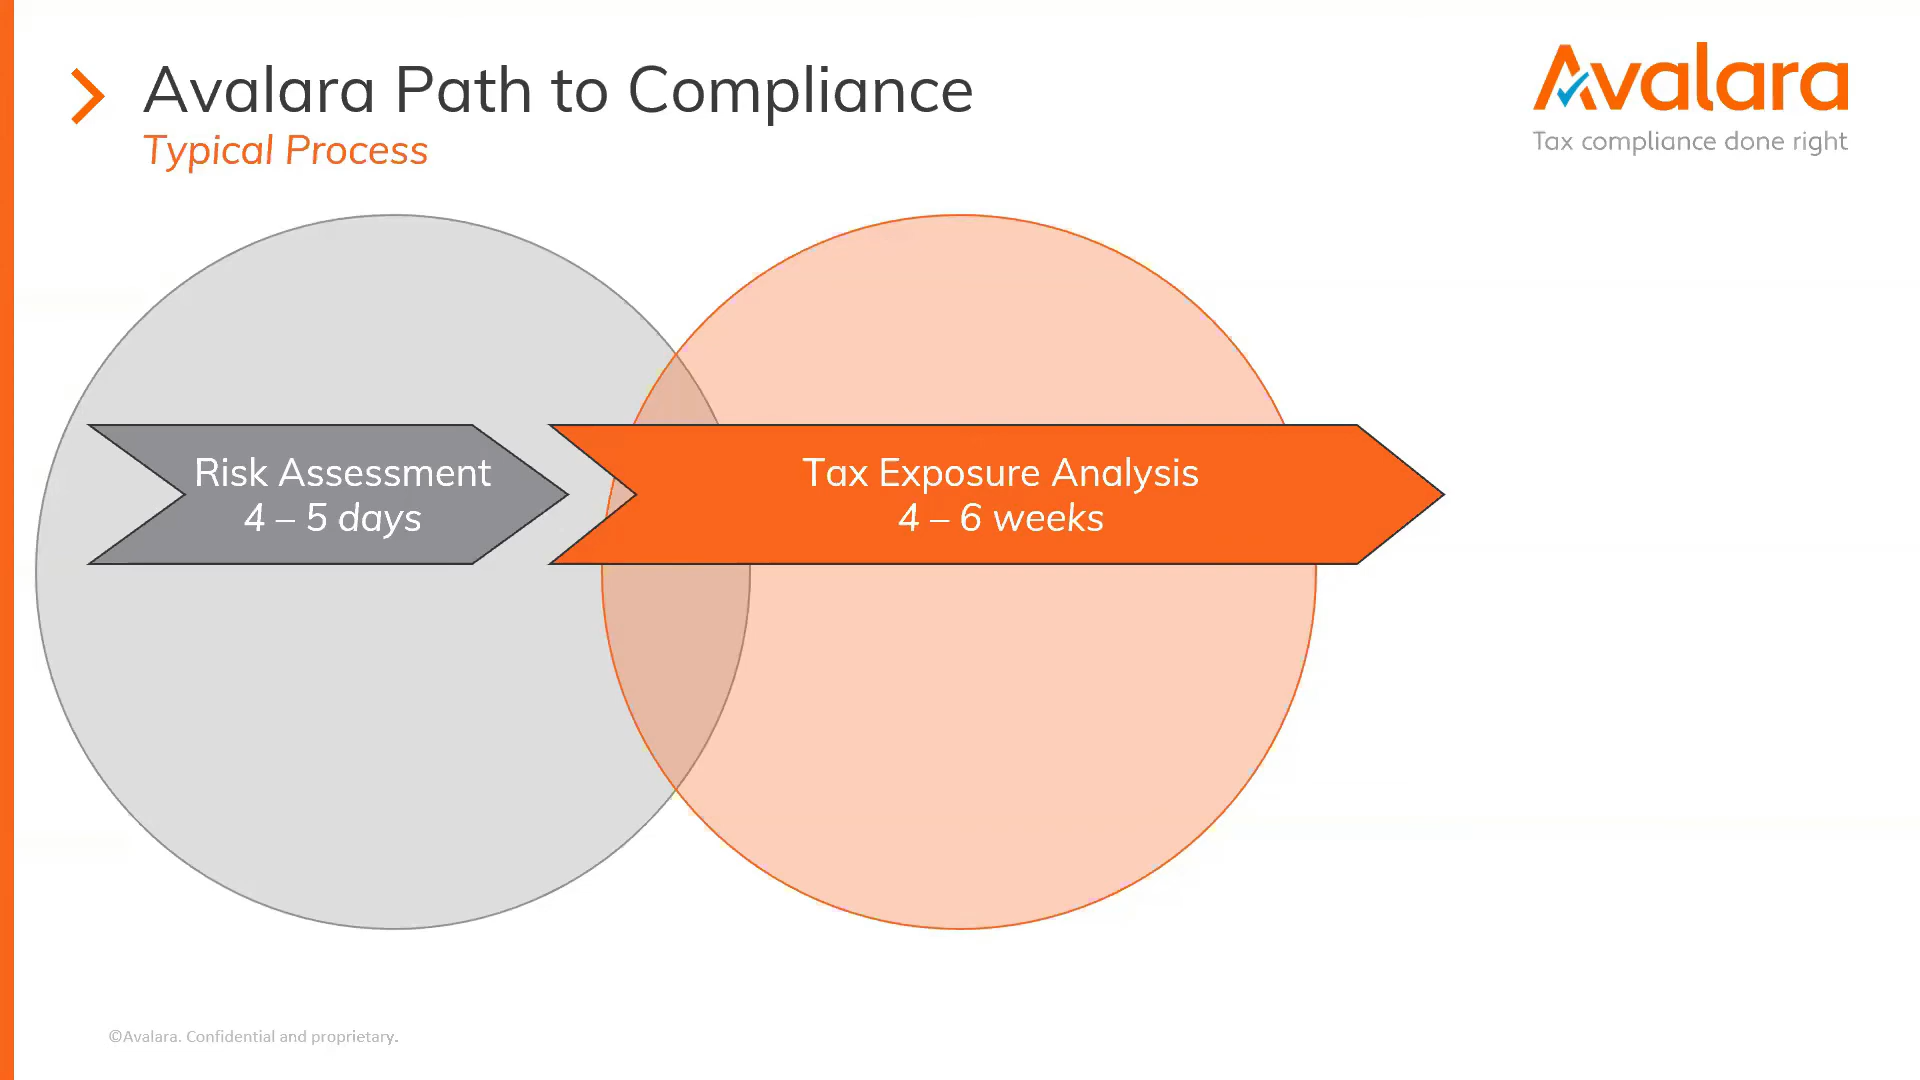 Avalara Path to Compliance
Typical Process
Avalara
Tax compliance done right
Risk Assessment
4 – 5 days
Tax Exposure Analysis
4 – 6 weeks
©Avalara. Confidential and proprietary.